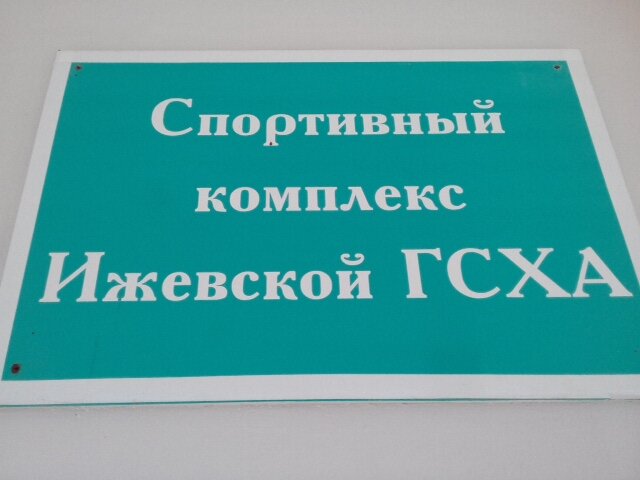 Спортивный
комплекс
Ижевской ГСХА